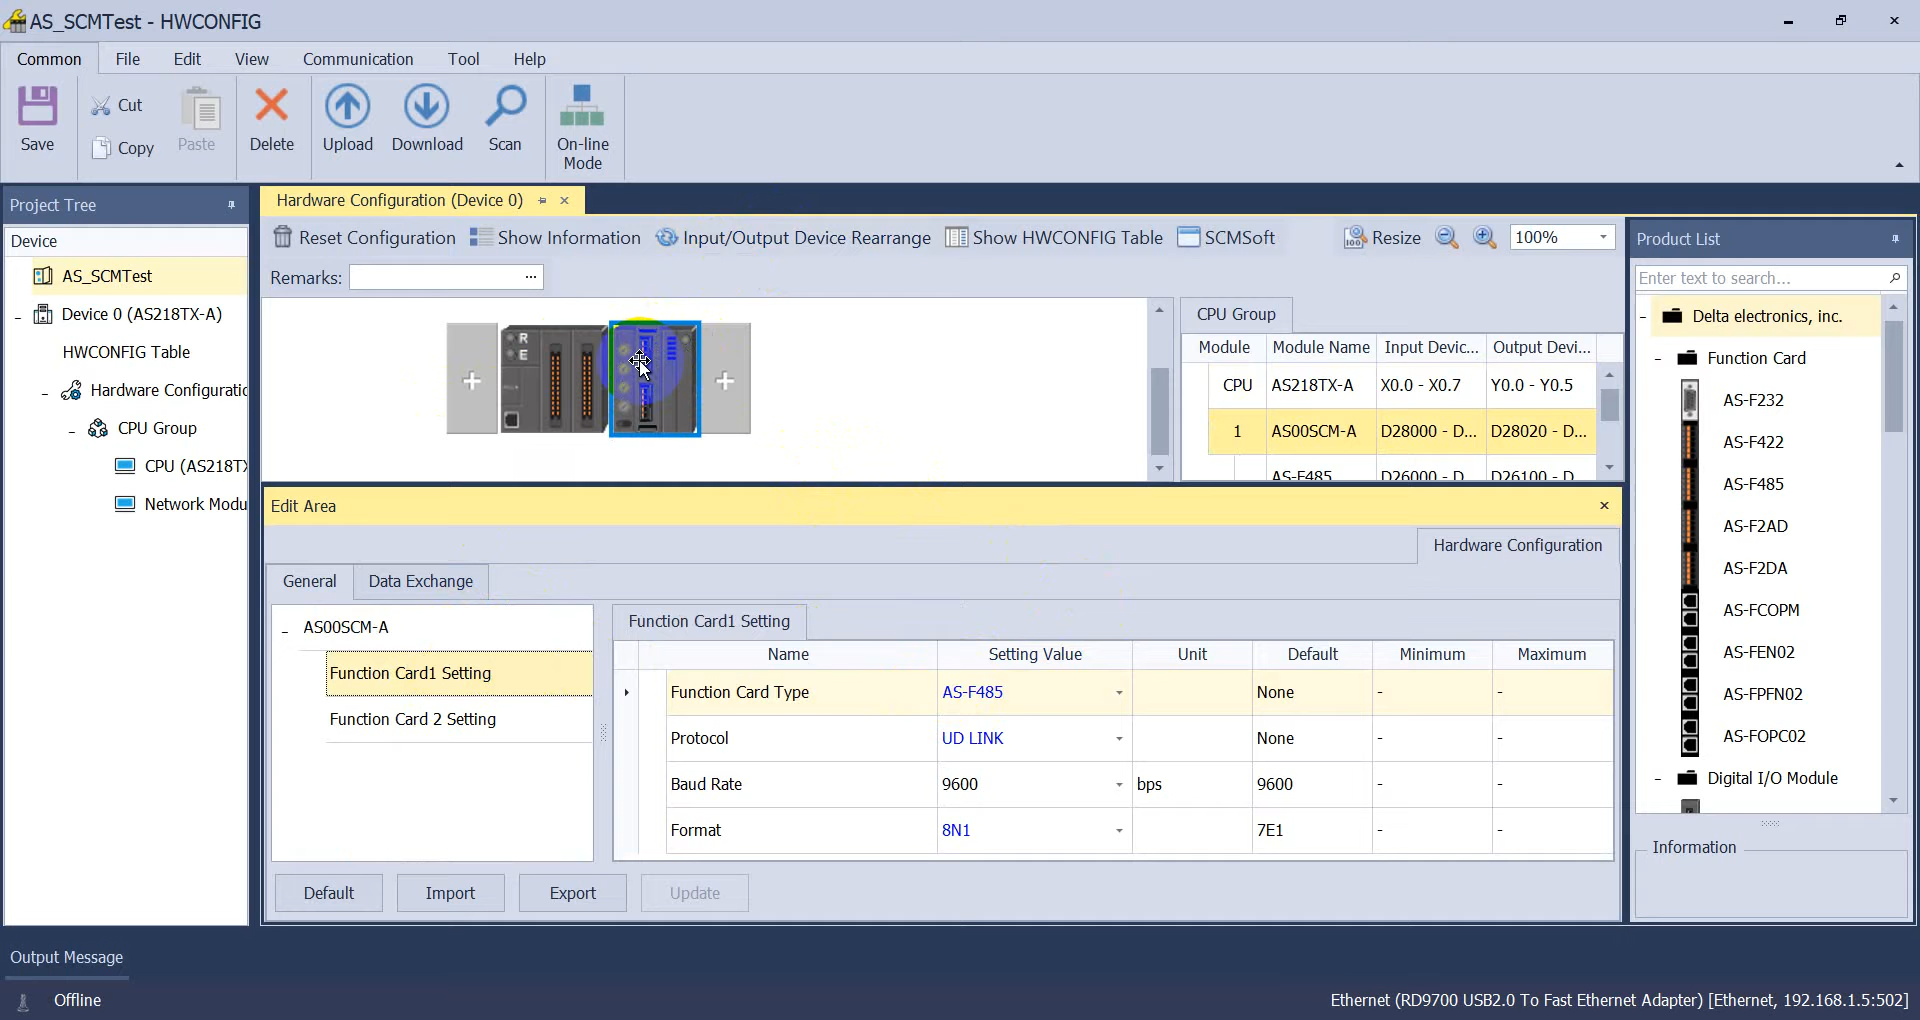 AS_SCMTest - HWCONFIG
Common File Edit View Communication Tool Help
Save
Cut
Copy
Paste
Delete
Upload
Download
Scan
On-line
Mode
Project Tree
Device
AS_SCMTest
Device 0 (AS218TX-A)
HWCONFIG Table
Hardware Configuratio
CPU Group
CPU (AS218TX
Network Modu
Hardware Configuration (Device 0)
Reset Configuration Show Information Input/Output Device Rearrange Show HWCONFIG Table SCMSoft Resize 100%
Remarks: ...
R
E
CPU Group
Module Module Name Input Devic... Output Devi...
CPU AS218TX-A X0.0 - X0.7 Y0.0 - Y0.5
1 AS00SCM-A D28000 - D... D28020 - D...
AS-F485 D26000 - D D26100 - D
Edit Area
Hardware Configuration
General Data Exchange
AS00SCM-A
Function Card1 Setting
Function Card 2 Setting
Function Card1 Setting
Name Setting Value Unit Default Minimum Maximum
Function Card Type AS-F485 None - -
Protocol UD LINK None - -
Baud Rate 9600 bps 9600 - -
Format 8N1 7E1 - -
Default Import Export Update
Product List
Enter text to search...
Delta electronics, inc.
Function Card
AS-F232
AS-F422
AS-F485
AS-F2AD
AS-F2DA
AS-FCOPM
AS-FEN02
AS-FPFN02
AS-FOPC02
Digital I/O Module
Information
Output Message
Offline
Ethernet (RD9700 USB2.0 To Fast Ethernet Adapter) [Ethernet, 192.168.1.5:502]